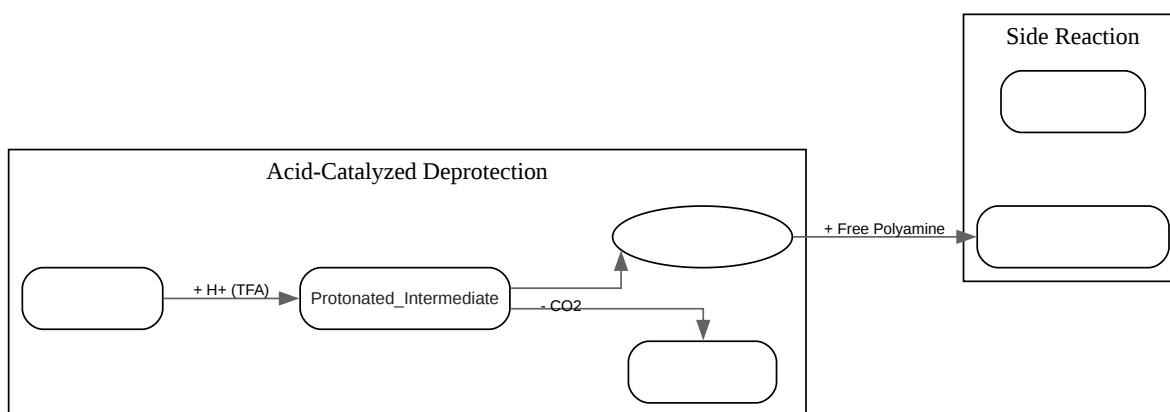 Side Reaction
Acid-Catalyzed Deprotection
+ Free Polyamine
+ H+ (TFA)
Protonated_Intermediate
- CO2